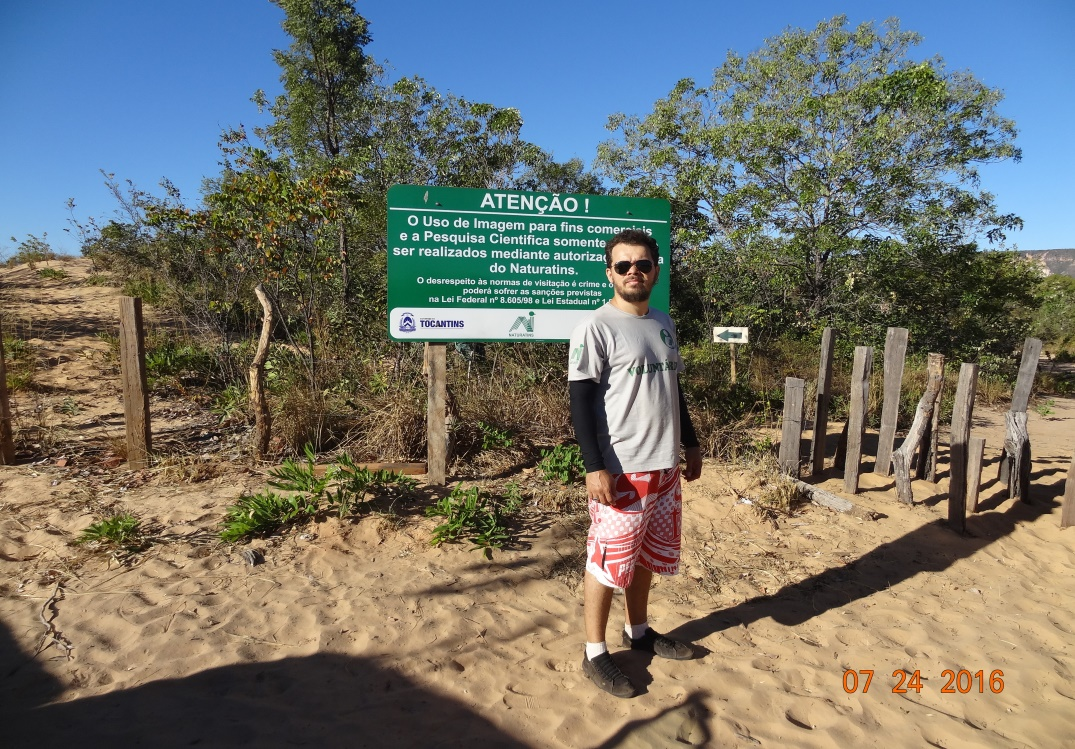 ATENÇÃO !
O Uso de Imagem para fins comerciais
e a Pesquisa Científica somente
ser realizados mediante
do Naturatins.
O desrespeito às normas de visitação é crime e
poderá sofrer as sanções previstas
na Lei Federal nº 8.605/98 e Lei Estadual nº
TOCANTINS
NATURATINS
VOLUNTÁRIO
07 24 2016